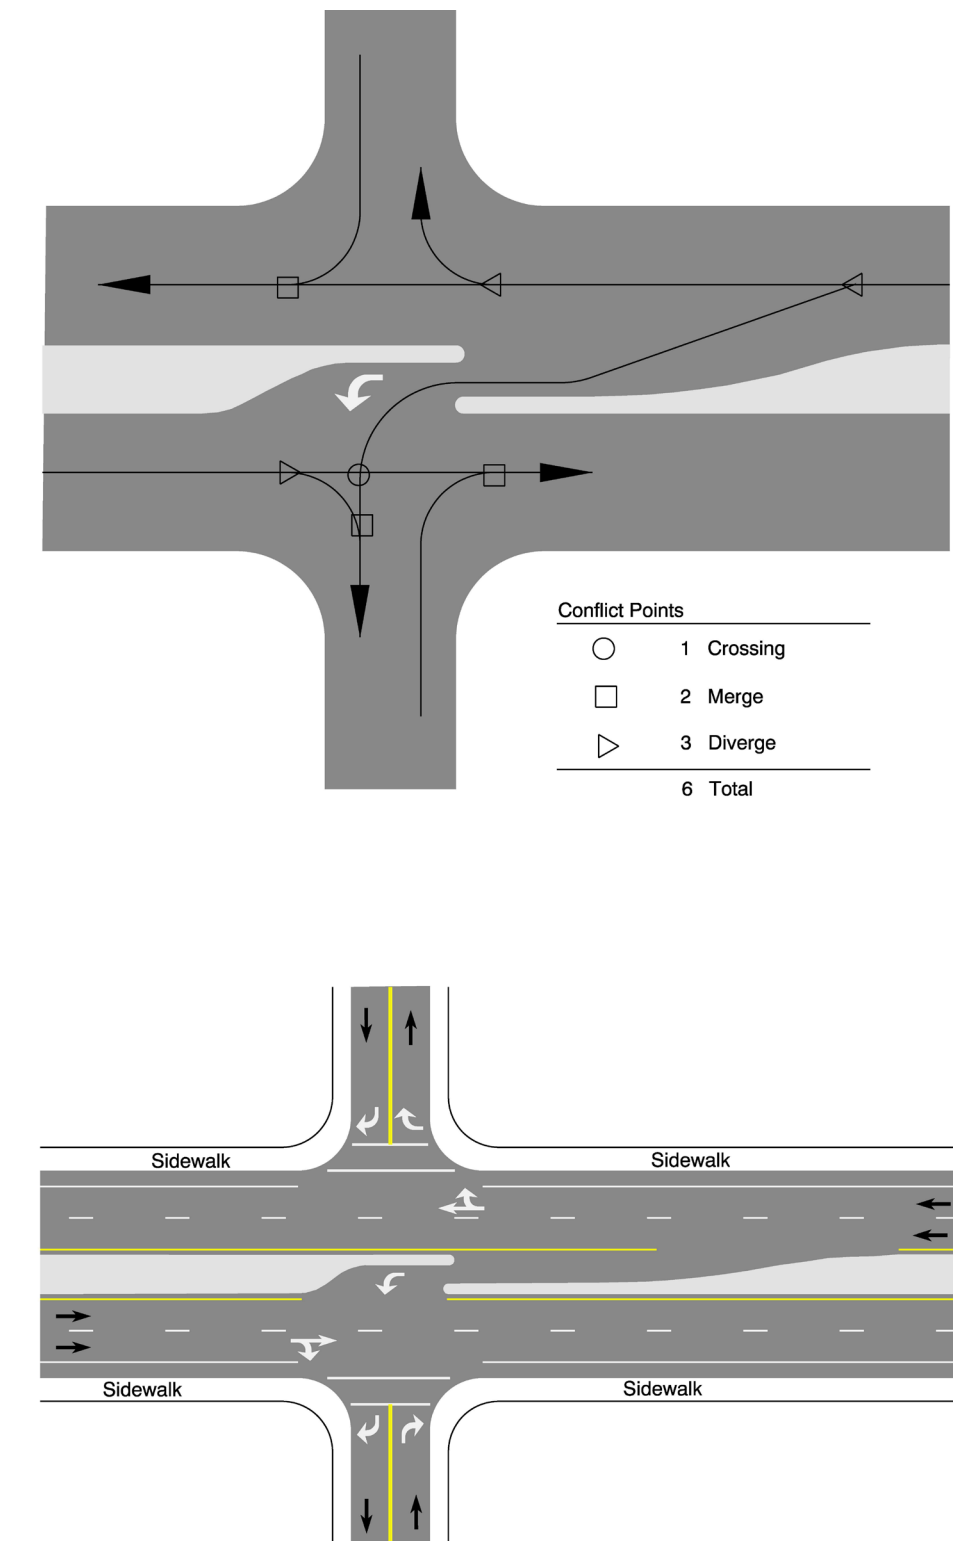 Conflict Points
1 Crossing
2 Merge
3 Diverge
6 Total
Sidewalk
Sidewalk
Sidewalk
Sidewalk